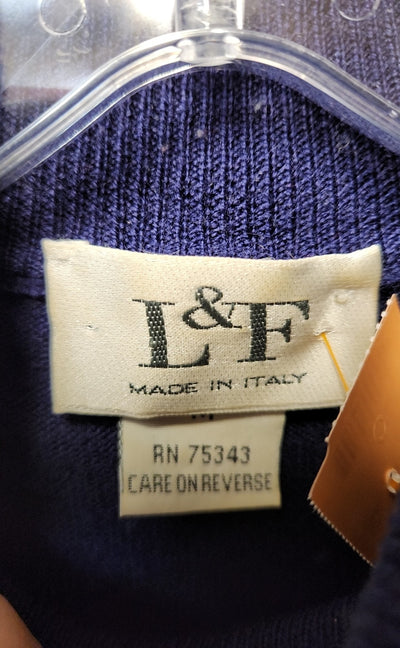 L&F
MADE IN ITALY
RN 75343
CARE ON REVERSE